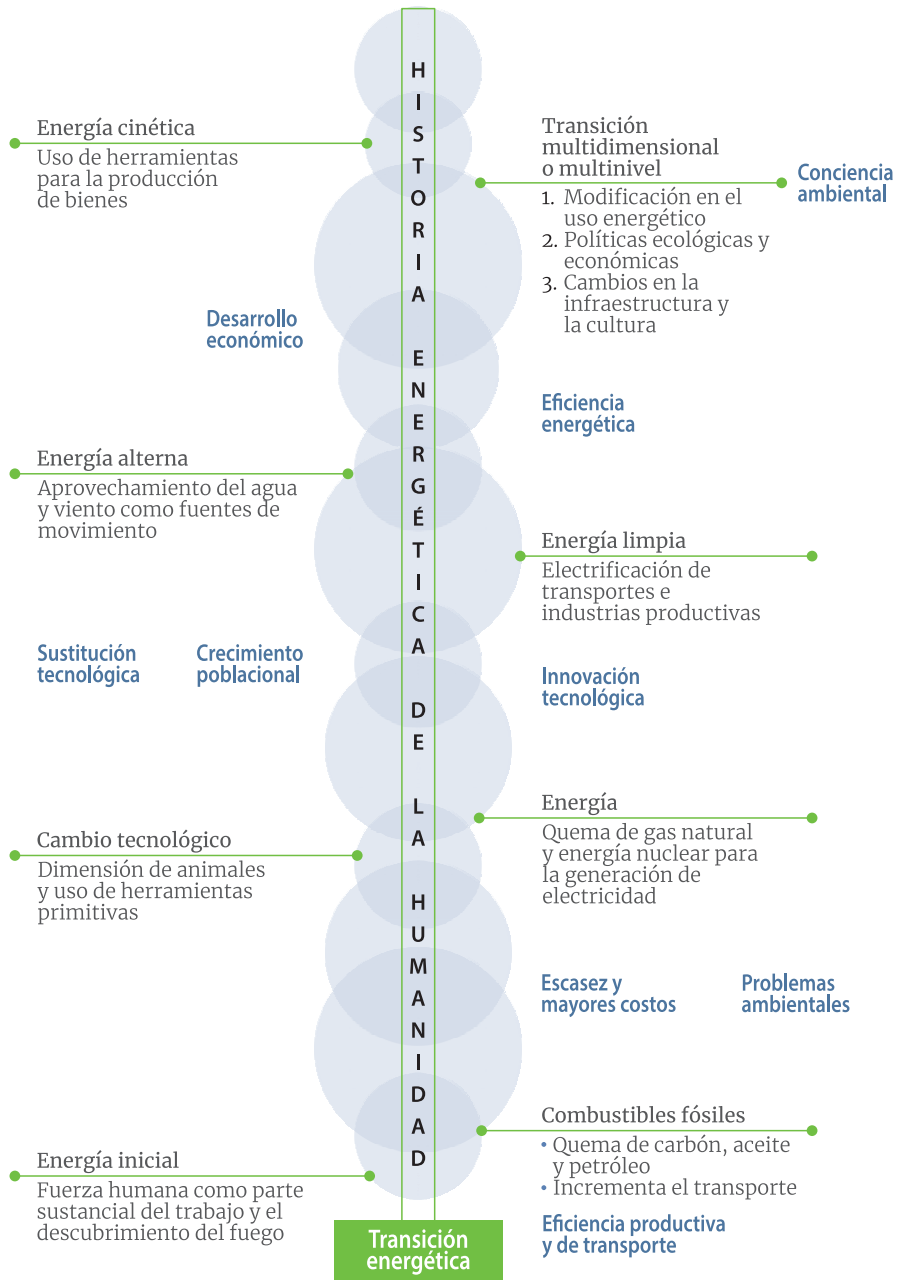 HISTORIA ENERGÉTICA DE LA HUMANIDAD
Energía cinética
Uso de herramientas
para la producción
de bienes
Desarrollo
económico
Energía alterna
Aprovechamiento del agua
y viento como fuentes de
movimiento
Sustitución
tecnológica
Crecimiento
poblacional
Cambio tecnológico
Dimensión de animales
y uso de herramientas
primitivas
Energía inicial
Fuerza humana como parte
sustancial del trabajo y el
descubrimiento del fuego
Transición
multidimensional
o multinivel
1. Modificación en el
uso energético
2. Políticas ecológicas y
económicas
3. Cambios en la
infraestructura y
la cultura
Conciencia
ambiental
Eficiencia
energética
Energía limpia
Electrificación de
transportes e
industrias productivas
Innovación
tecnológica
Energía
Quema de gas natural
y energía nuclear para
la generación de
electricidad
Escasez y
mayores costos
Problemas
ambientales
Combustibles fósiles
• Quema de carbón, aceite
y petróleo
• Incrementa el transporte
Eficiencia productiva
y de transporte
Transición
energética